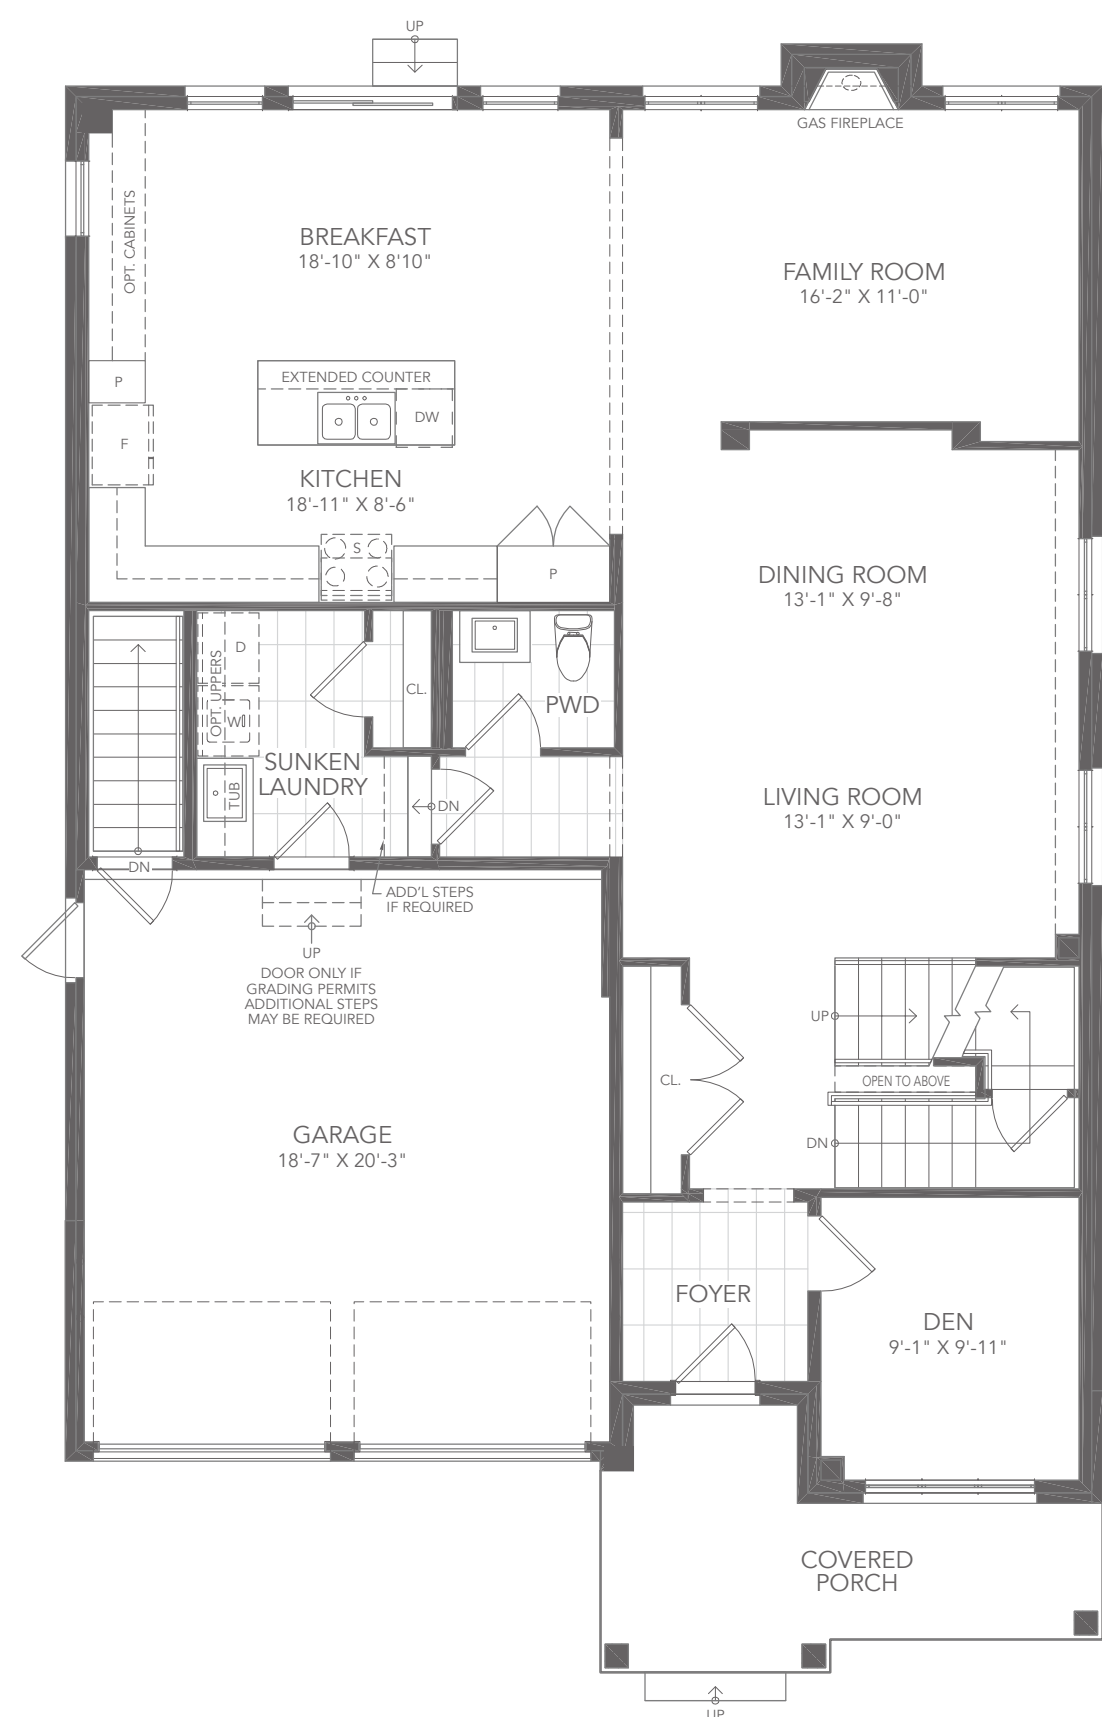 UP
GAS FIREPLACE
OPT. CABINETS
BREAKFAST
18'-10" X 8'10"
FAMILY ROOM
16'-2" X 11'-0"
P
EXTENDED COUNTER
DW
F
KITCHEN
18'-11" X 8'-6"
S
P
DINING ROOM
13'-1" X 9'-8"
D
OPT. UPPERS
W
CL.
PWD
SUNKEN
LAUNDRY
TUB
DN
LIVING ROOM
13'-1" X 9'-0"
DN
ADD'L STEPS
IF REQUIRED
UP
DOOR ONLY IF
GRADING PERMITS
ADDITIONAL STEPS
MAY BE REQUIRED
UP
CL.
OPEN TO ABOVE
DN
GARAGE
18'-7" X 20'-3"
FOYER
DEN
9'-1" X 9'-11"
COVERED
PORCH
UP